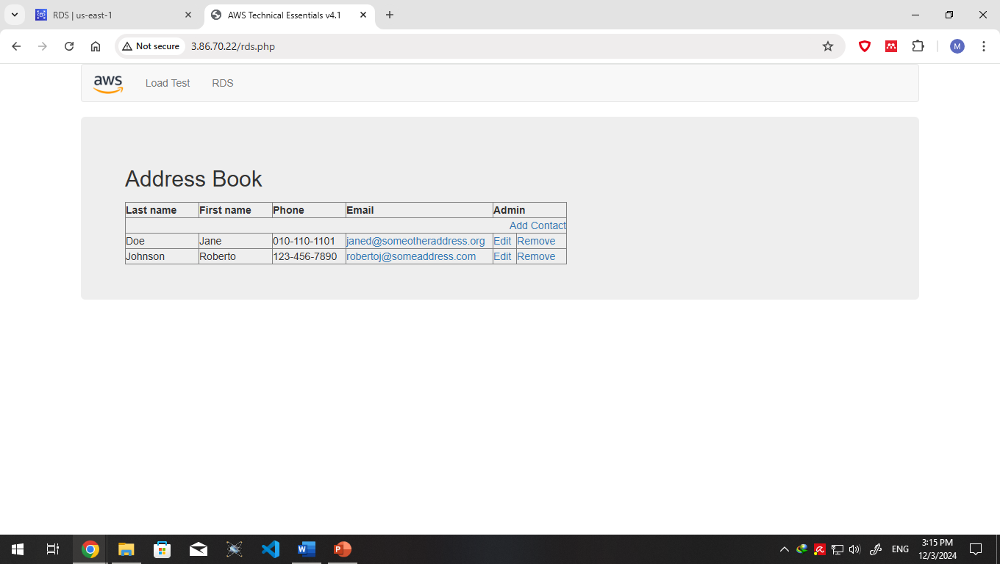 RDS | us-east-1
AWS Technical Essentials v4.1
Not secure
3.86.70.22/rds.php
M
aws
Load Test
RDS
Address Book
Last name First name Phone Email Admin
Add Contact
Doe Jane 010-110-1101 janed@someotheraddress.org Edit Remove
Johnson Roberto 123-456-7890 robertoj@someaddress.com Edit Remove
W
P
ENG
3:15 PM
12/3/2024